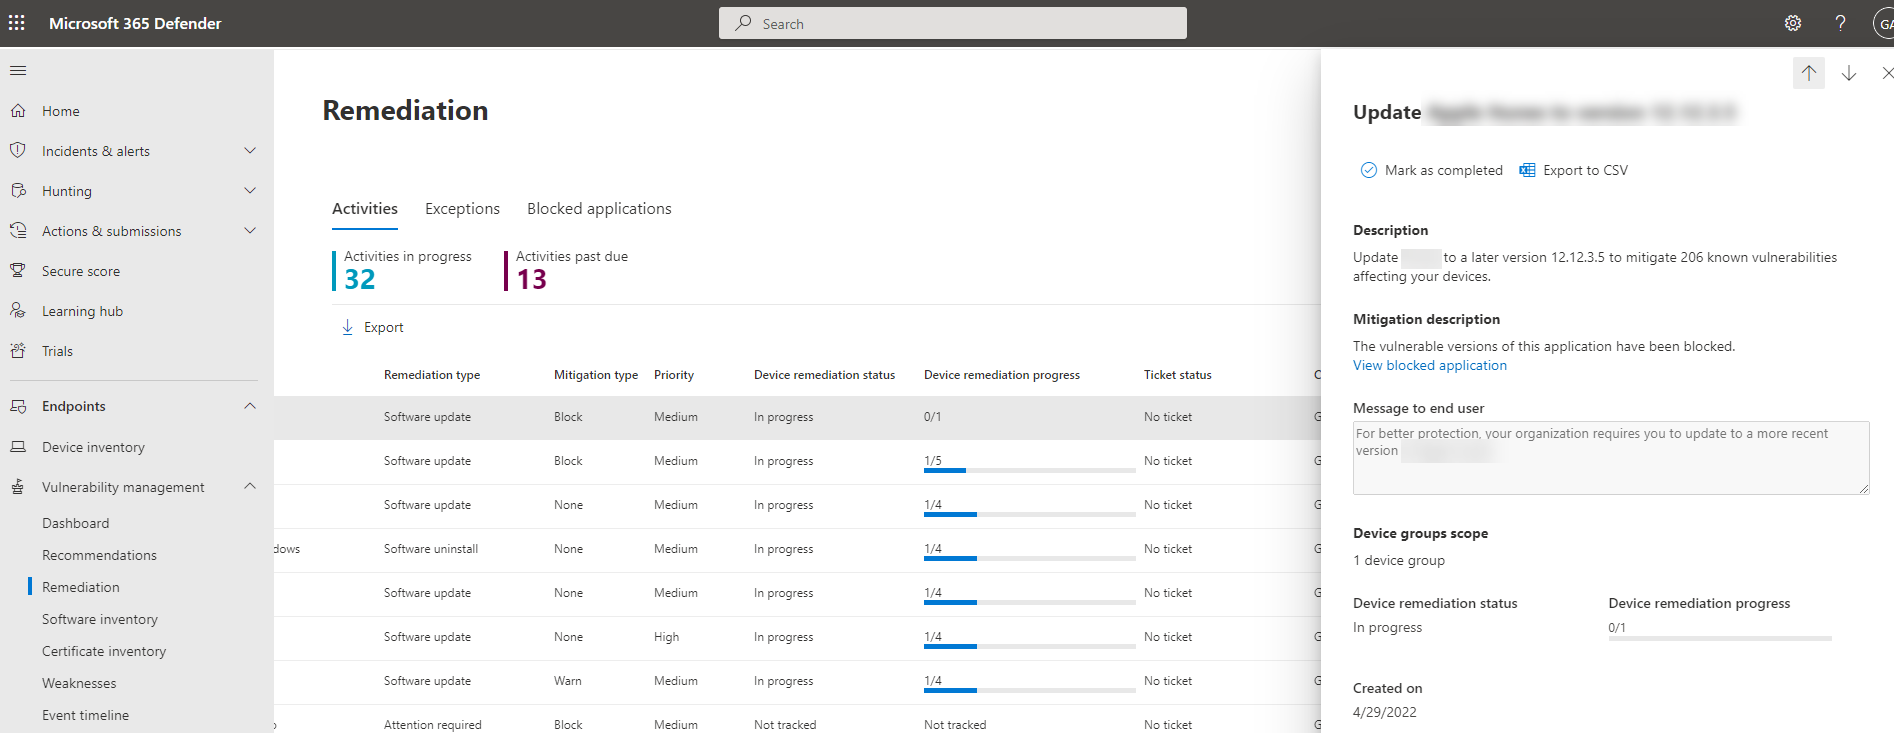 Microsoft 365 Defender
Search
GA
Home
Incidents & alerts
Hunting
Actions & submissions
Secure score
Learning hub
Trials
Endpoints
Device inventory
Vulnerability management
Dashboard
Recommendations
Remediation
Software inventory
Certificate inventory
Weaknesses
Event timeline
Remediation
Activities Exceptions Blocked applications
Activities in progress
32
Activities past due
13
Export
Remediation type Mitigation type Priority Device remediation status Device remediation progress Ticket status C
Software update Block Medium In progress 0/1 No ticket G
Software update Block Medium In progress 1/5 No ticket G
Software update None Medium In progress 1/4 No ticket G
dows Software uninstall None Medium In progress 1/4 No ticket G
Software update None Medium In progress 1/4 No ticket G
Software update None High In progress 1/4 No ticket G
Software update Warn Medium In progress 1/4 No ticket G
Attention required Block Medium Not tracked Not tracked No ticket G
Update
Mark as completed Export to CSV
Description
Update to a later version 12.12.3.5 to mitigate 206 known vulnerabilities
affecting your devices.
Mitigation description
The vulnerable versions of this application have been blocked.
View blocked application
Message to end user
For better protection, your organization requires you to update to a more recent
version
Device groups scope
1 device group
Device remediation status Device remediation progress
In progress 0/1
Created on
4/29/2022